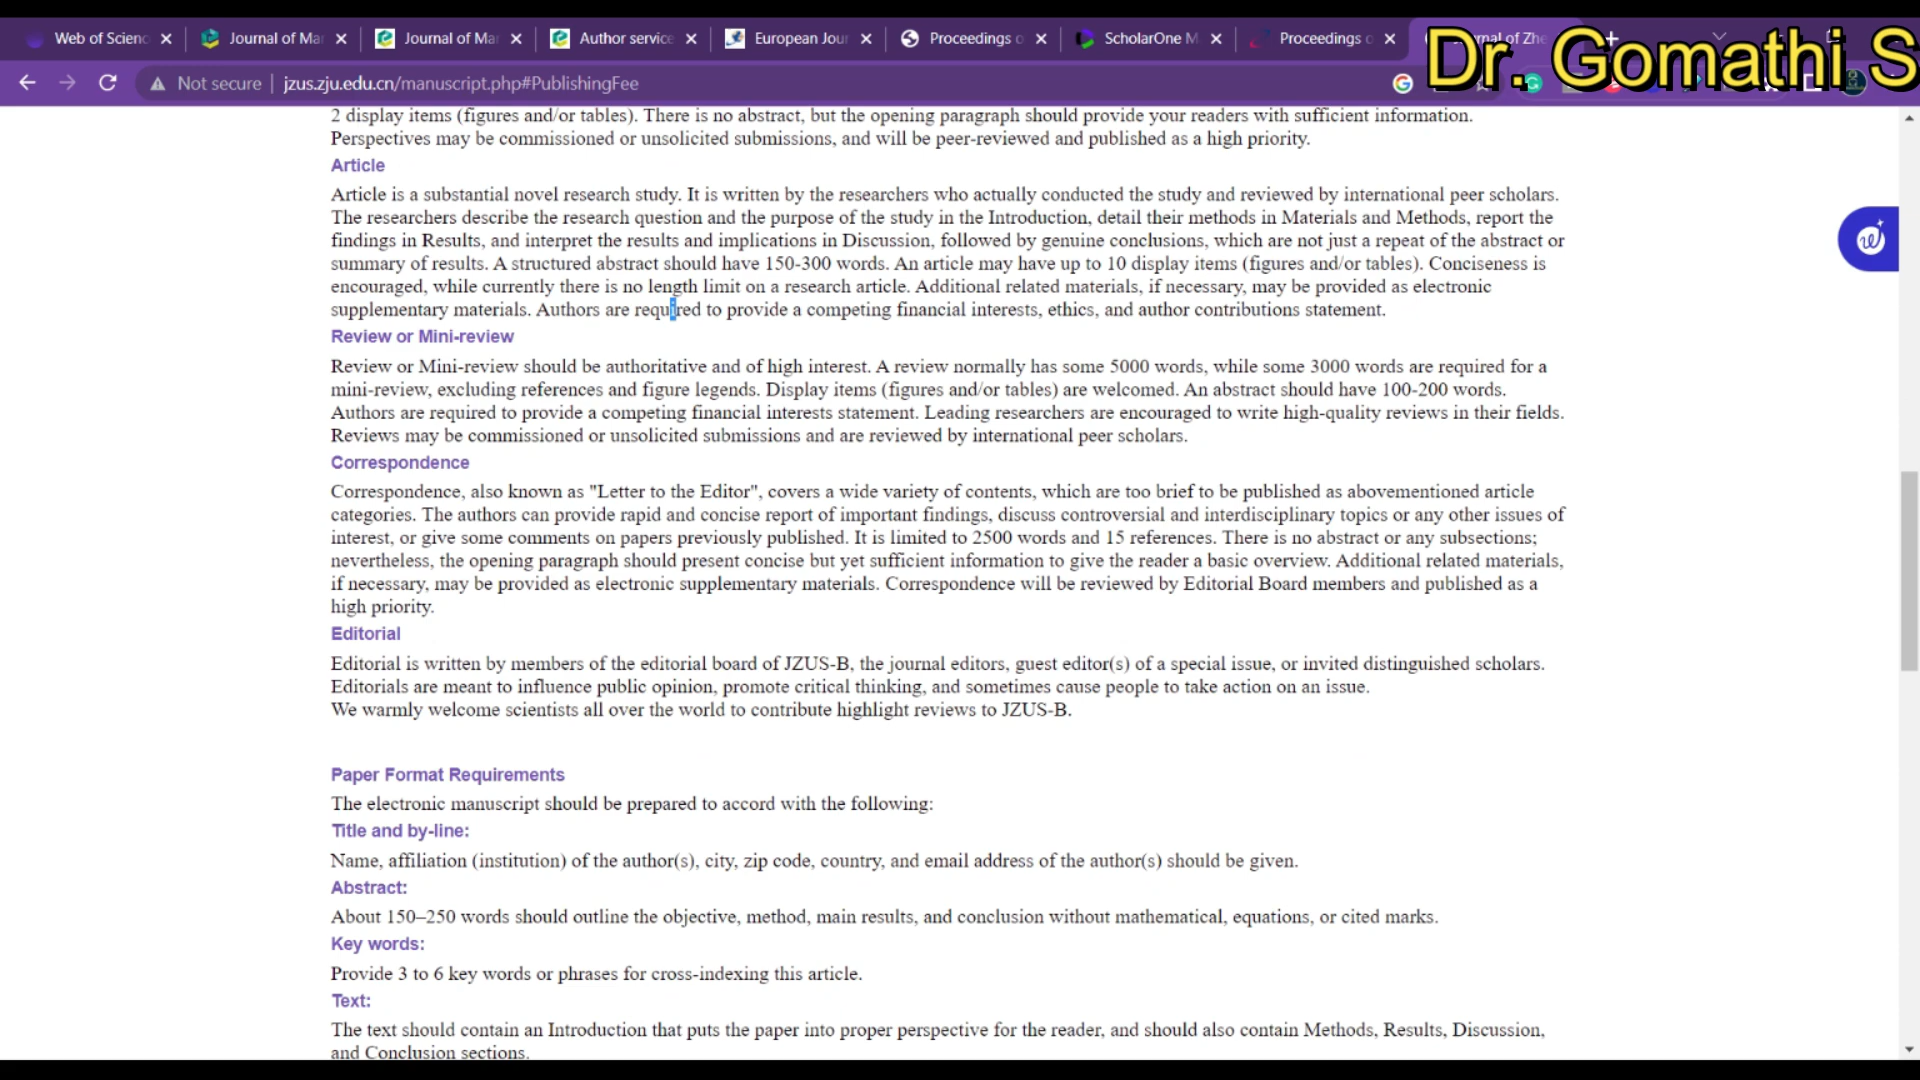 Web of Scienc
Journal of Ma
Journal of Ma
Author service
European Jou
Proceedings o
ScholarOne M
Proceedings o
Journal of Zhe
Dr. Gomathi S
Not secure
jzus.zju.edu.cn/manuscript.php#PublishingFee
2 display items (figures and/or tables). There is no abstract, but the opening paragraph should provide your readers with sufficient information.
Perspectives may be commissioned or unsolicited submissions, and will be peer-reviewed and published as a high priority.
Article
Article is a substantial novel research study. It is written by the researchers who actually conducted the study and reviewed by international peer scholars.
The researchers describe the research question and the purpose of the study in the Introduction, detail their methods in Materials and Methods, report the
findings in Results, and interpret the results and implications in Discussion, followed by genuine conclusions, which are not just a repeat of the abstract or
summary of results. A structured abstract should have 150-300 words. An article may have up to 10 display items (figures and/or tables). Conciseness is
encouraged, while currently there is no length limit on a research article. Additional related materials, if necessary, may be provided as electronic
supplementary materials. Authors are required to provide a competing financial interests, ethics, and author contributions statement.
Review or Mini-review
Review or Mini-review should be authoritative and of high interest. A review normally has some 5000 words, while some 3000 words are required for a
mini-review, excluding references and figure legends. Display items (figures and/or tables) are welcomed. An abstract should have 100-200 words.
Authors are required to provide a competing financial interests statement. Leading researchers are encouraged to write high-quality reviews in their fields.
Reviews may be commissioned or unsolicited submissions and are reviewed by international peer scholars.
Correspondence
Correspondence, also known as "Letter to the Editor", covers a wide variety of contents, which are too brief to be published as abovementioned article
categories. The authors can provide rapid and concise report of important findings, discuss controversial and interdisciplinary topics or any other issues of
interest, or give some comments on papers previously published. It is limited to 2500 words and 15 references. There is no abstract or any subsections;
nevertheless, the opening paragraph should present concise but yet sufficient information to give the reader a basic overview. Additional related materials,
if necessary, may be provided as electronic supplementary materials. Correspondence will be reviewed by Editorial Board members and published as a
high priority.
Editorial
Editorial is written by members of the editorial board of JZUS-B, the journal editors, guest editor(s) of a special issue, or invited distinguished scholars.
Editorials are meant to influence public opinion, promote critical thinking, and sometimes cause people to take action on an issue.
We warmly welcome scientists all over the world to contribute highlight reviews to JZUS-B.
Paper Format Requirements
The electronic manuscript should be prepared to accord with the following:
Title and by-line:
Name, affiliation (institution) of the author(s), city, zip code, country, and email address of the author(s) should be given.
Abstract:
About 150–250 words should outline the objective, method, main results, and conclusion without mathematical, equations, or cited marks.
Key words:
Provide 3 to 6 key words or phrases for cross-indexing this article.
Text:
The text should contain an Introduction that puts the paper into proper perspective for the reader, and should also contain Methods, Results, Discussion,
and Conclusion sections.